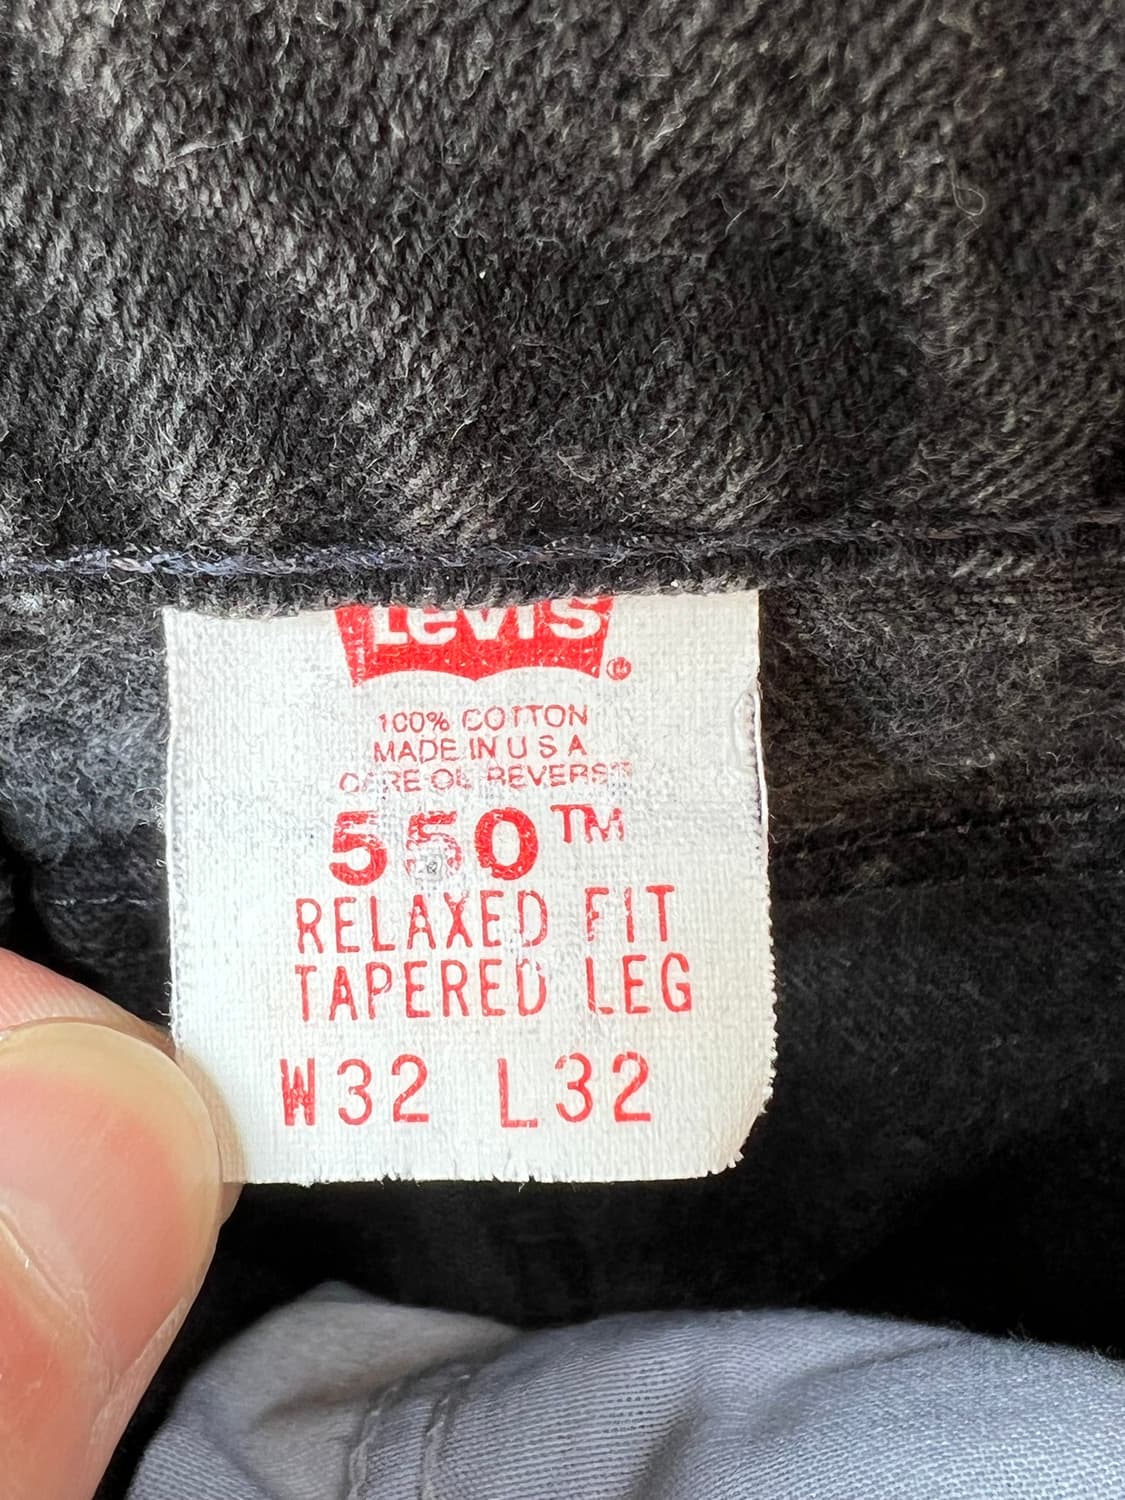 Levi's ®
100% COTTON
MADE IN U S A
CARE ON REVERSE
550™
RELAXED FIT
TAPERED LEG
W32 L32